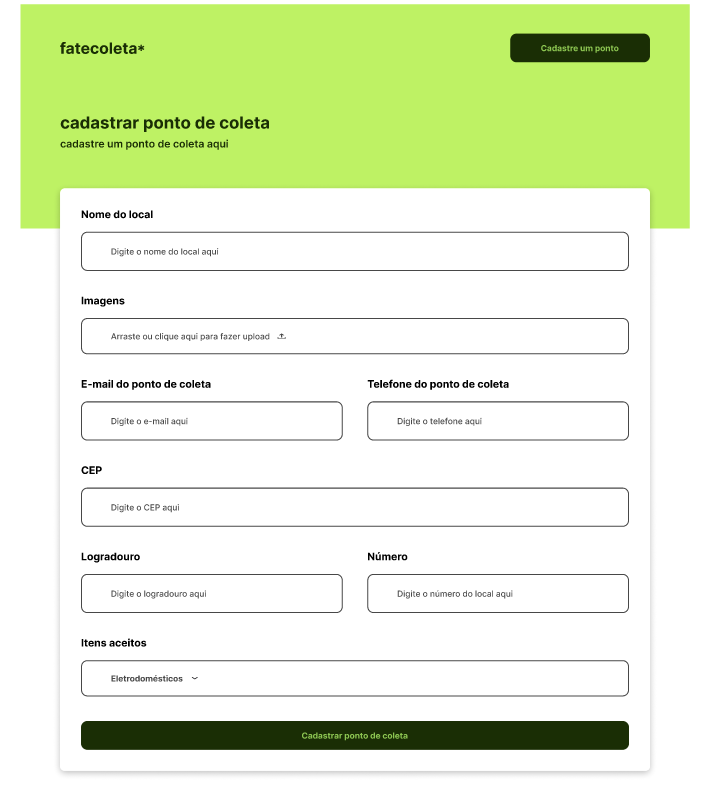 fatecoleta*
Cadastre um ponto
cadastrar ponto de coleta
cadastre um ponto de coleta aqui
Nome do local
Digite o nome do local aqui
Imagens
Arraste ou clique aqui para fazer upload
E-mail do ponto de coleta
Telefone do ponto de coleta
Digite o e-mail aqui
Digite o telefone aqui
CEP
Digite o CEP aqui
Logradouro
Número
Digite o logradouro aqui
Digite o número do local aqui
Itens aceitos
Eletrodomésticos
Cadastrar ponto de coleta